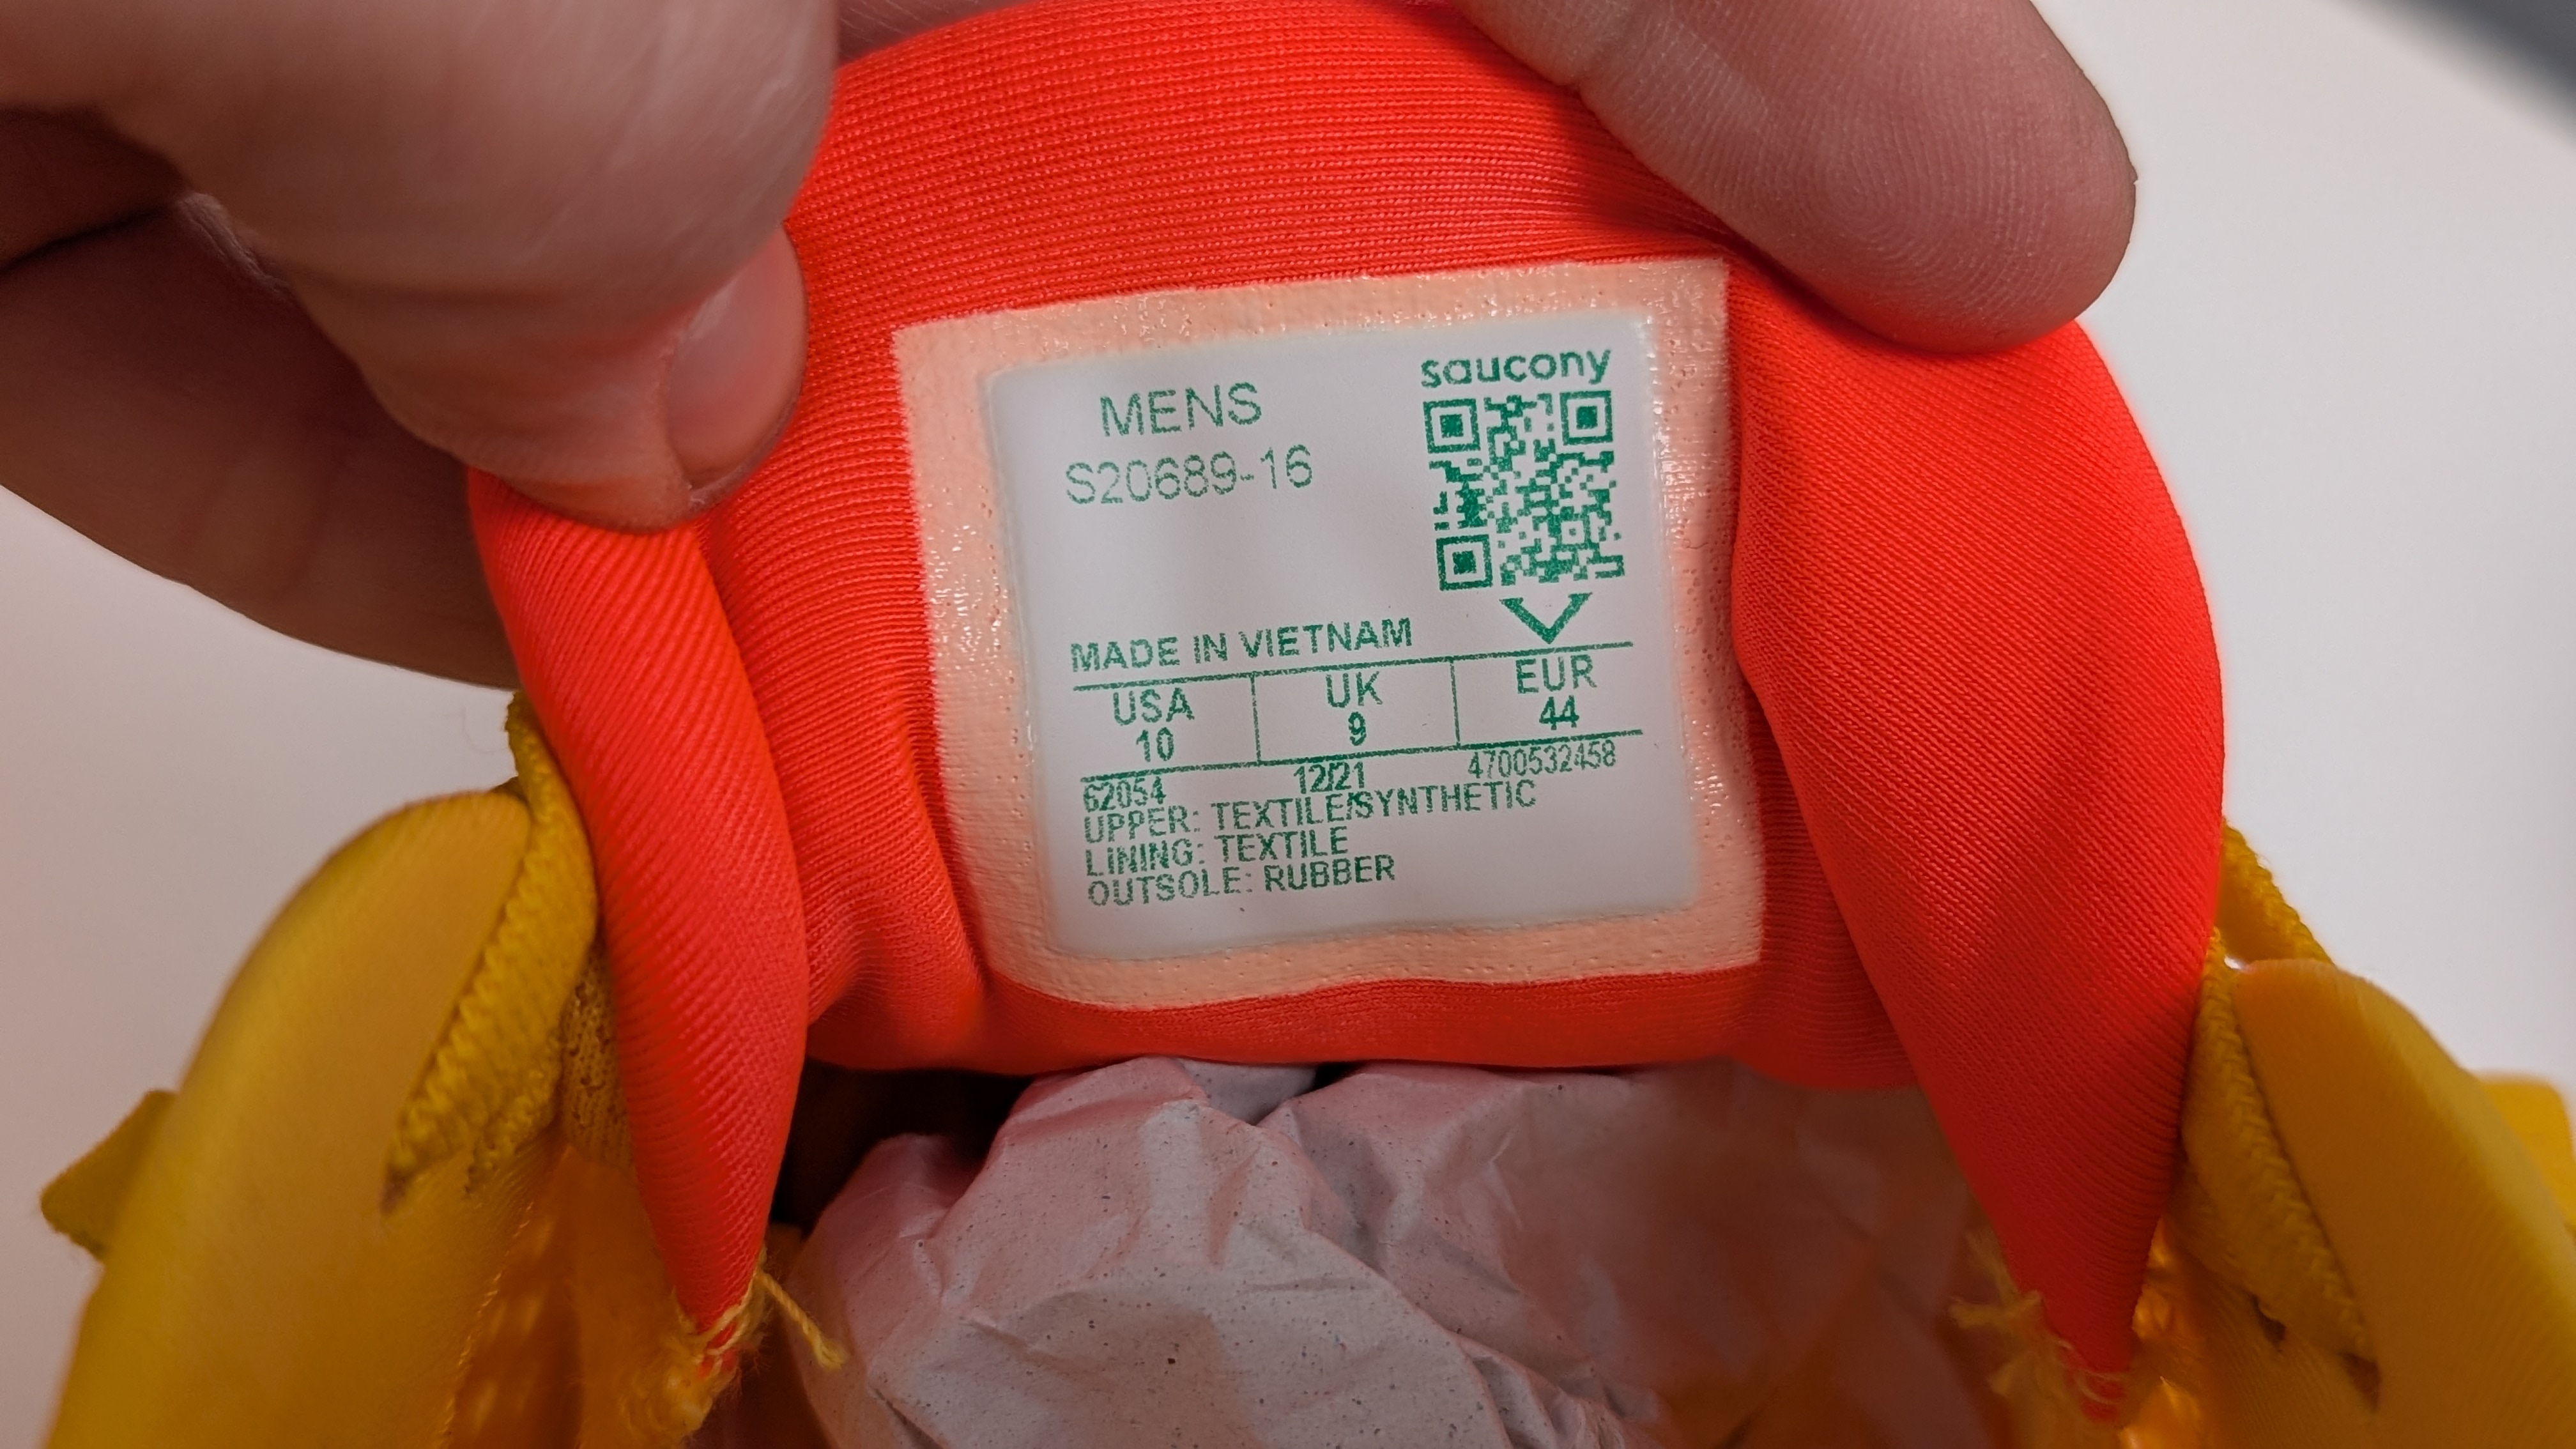 saucony
MENS
S20689-16
MADE IN VIETNAM
USA UK EUR
10 9 44
62054 12/21 4700532458
UPPER: TEXTILE/SYNTHETIC
LINING: TEXTILE
OUTSOLE: RUBBER